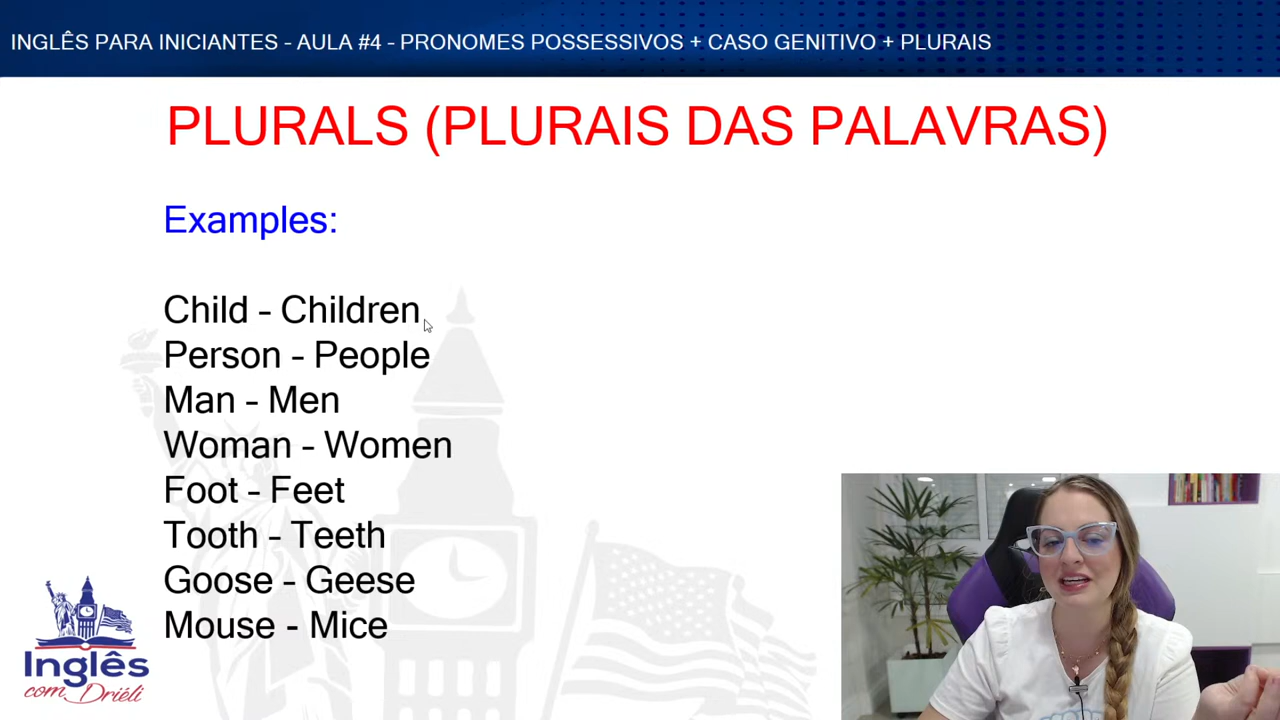 INGLÊS PARA INICIANTES - AULA #4 - PRONOMES POSSESSIVOS + CASO GENITIVO + PLURAIS
PLURALS (PLURAIS DAS PALAVRAS)
Examples:
Child – Children
Person – People
Man – Men
Woman – Women
Foot – Feet
Tooth – Teeth
Goose – Geese
Mouse - Mice
Inglês
com Driéli